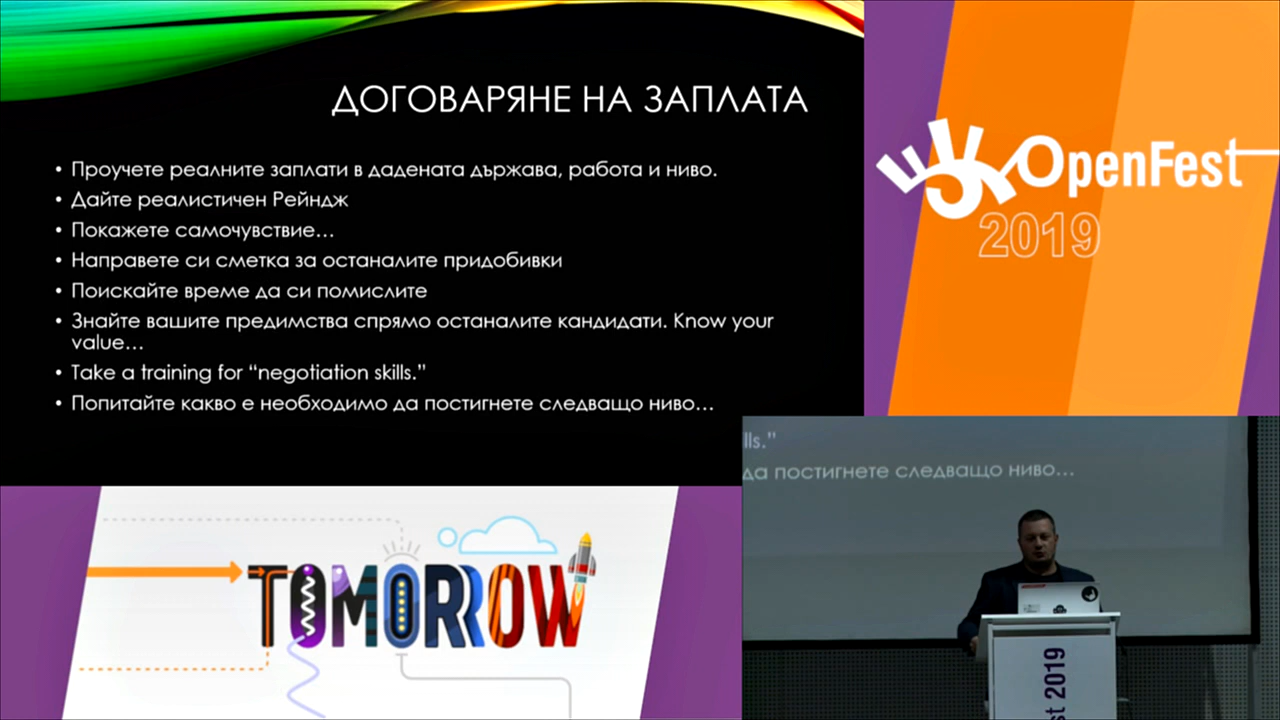 ДОГОВАРЯНЕ НА ЗАПЛАТА
• Проучете реалните заплати в дадената държава, работа и ниво.
• Дайте реалистичен Рейндж
• Покажете самочувствие…
• Направете си сметка за останалите придобивки
• Поискайте време да си помислите
• Знайте вашите предимства спрямо останалите кандидати. Know your
value…
• Take a training for “negotiation skills.”
• Попитайте какво е необходимо да постигнете следващо ниво…
OpenFest
2019
lls.”
да постигнете следващо ниво…
TOMORROW
st 2019